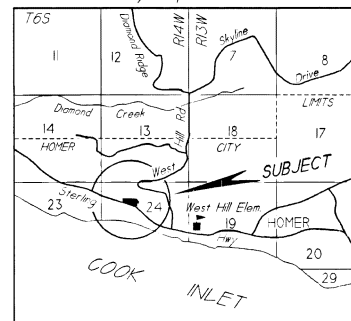 T6S
Diamond Ridge
R14W
R13W
Skyline
Drive
11
12
7
8
LIMITS
Diamond Creek
Hill Rd.
14
13
18
17
HOMER
CITY
West
SUBJECT
Sterling
23
24
West Hill Elem.
19
HOMER
Hwy
20
29
COOK INLET